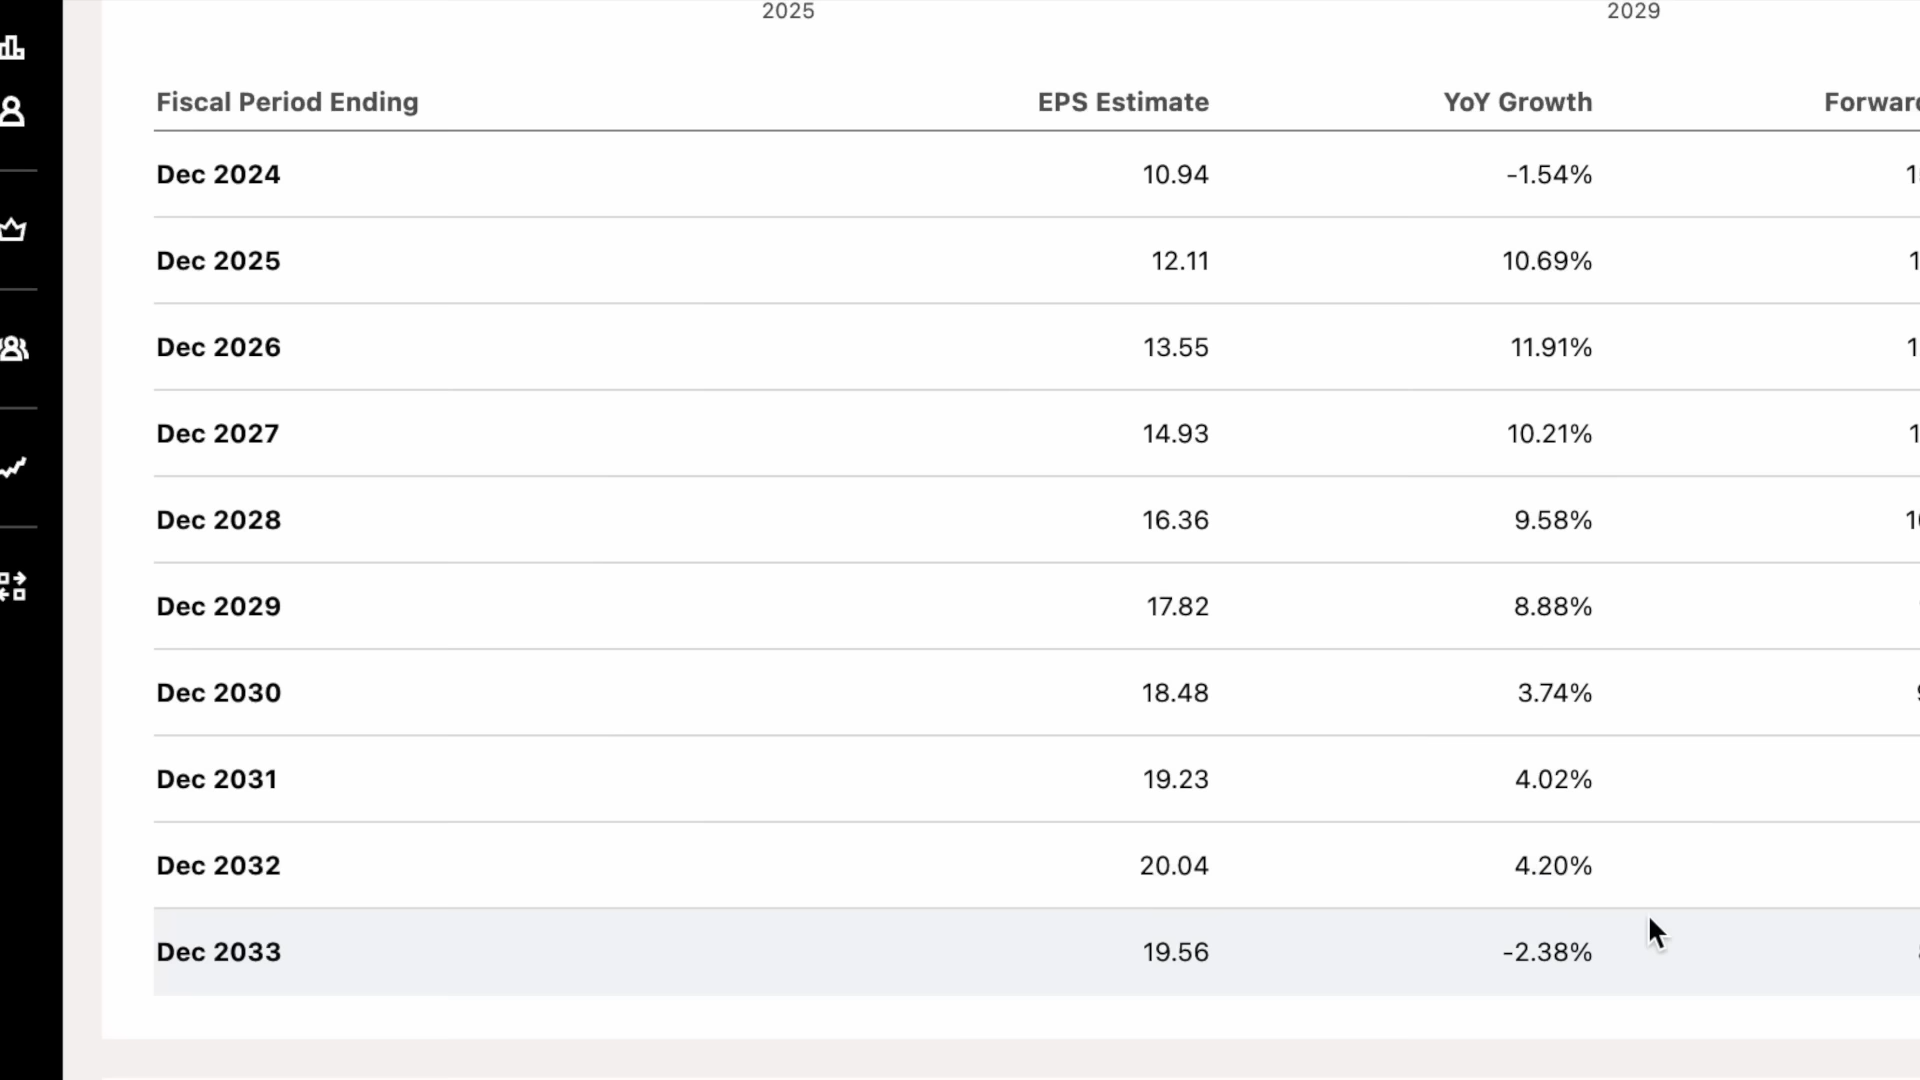 2025 2029
Fiscal Period Ending EPS Estimate YoY Growth
Dec 2024 10.94 -1.54%
Dec 2025 12.11 10.69%
Dec 2026 13.55 11.91%
Dec 2027 14.93 10.21%
Dec 2028 16.36 9.58%
Dec 2029 17.82 8.88%
Dec 2030 18.48 3.74%
Dec 2031 19.23 4.02%
Dec 2032 20.04 4.20%
Dec 2033 19.56 -2.38%